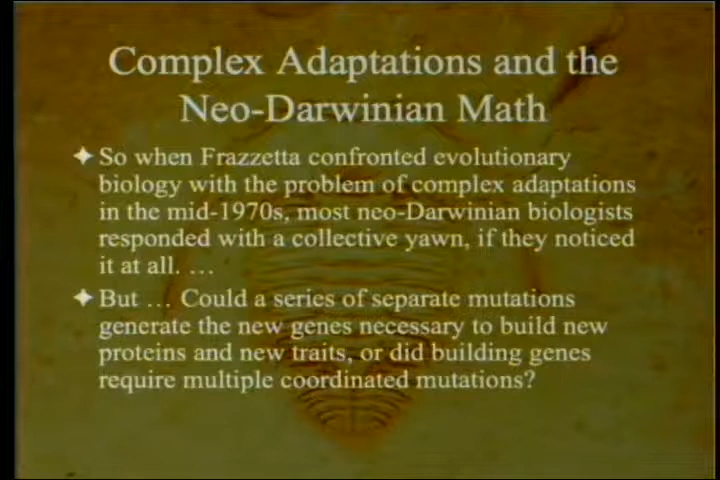 Complex Adaptations and the
Neo-Darwinian Math
So when Frazzetta confronted evolutionary
biology with the problem of complex adaptations
in the mid-1970s, most neo-Darwinian biologists
responded with a collective yawn, if they noticed
it at all. …
But … Could a series of separate mutations
generate the new genes necessary to build new
proteins and new traits, or did building genes
require multiple coordinated mutations?